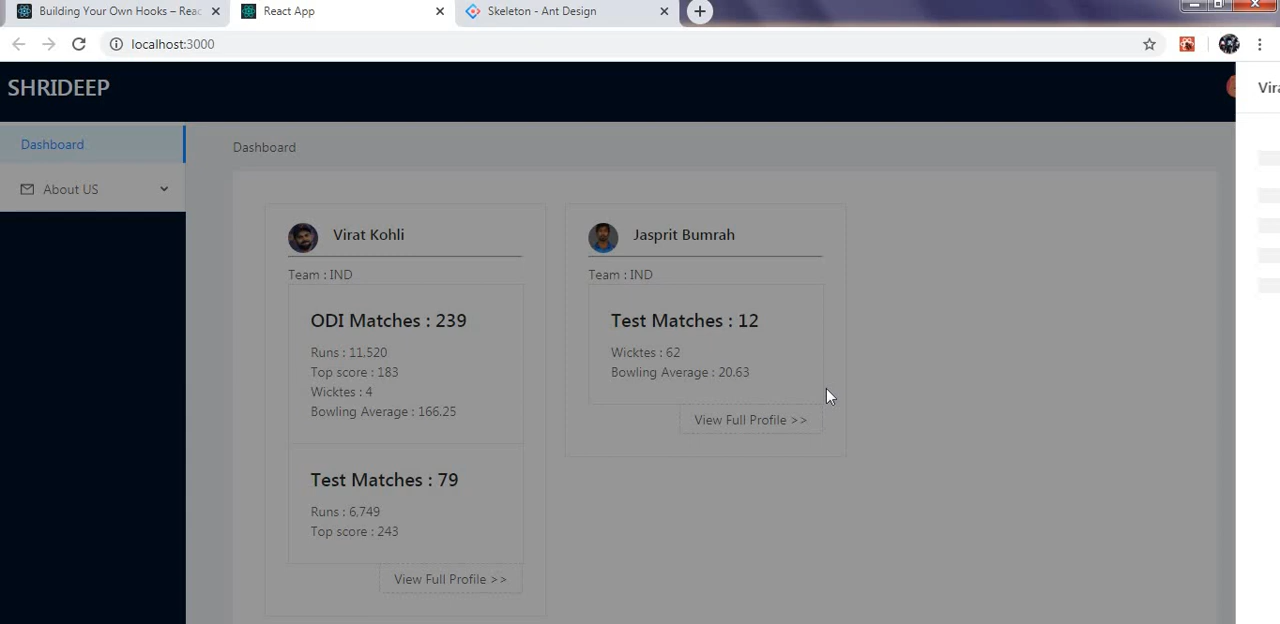 Building Your Own Hooks – Reac
React App
Skeleton - Ant Design
localhost:3000
SHRIDEEP
Vira
Dashboard
Dashboard
About US
Virat Kohli
Team : IND
ODI Matches : 239
Runs : 11,520
Top score : 183
Wicktes : 4
Bowling Average : 166.25
Test Matches : 79
Runs : 6,749
Top score : 243
View Full Profile >>
Jasprit Bumrah
Team : IND
Test Matches : 12
Wicktes : 62
Bowling Average : 20.63
View Full Profile >>